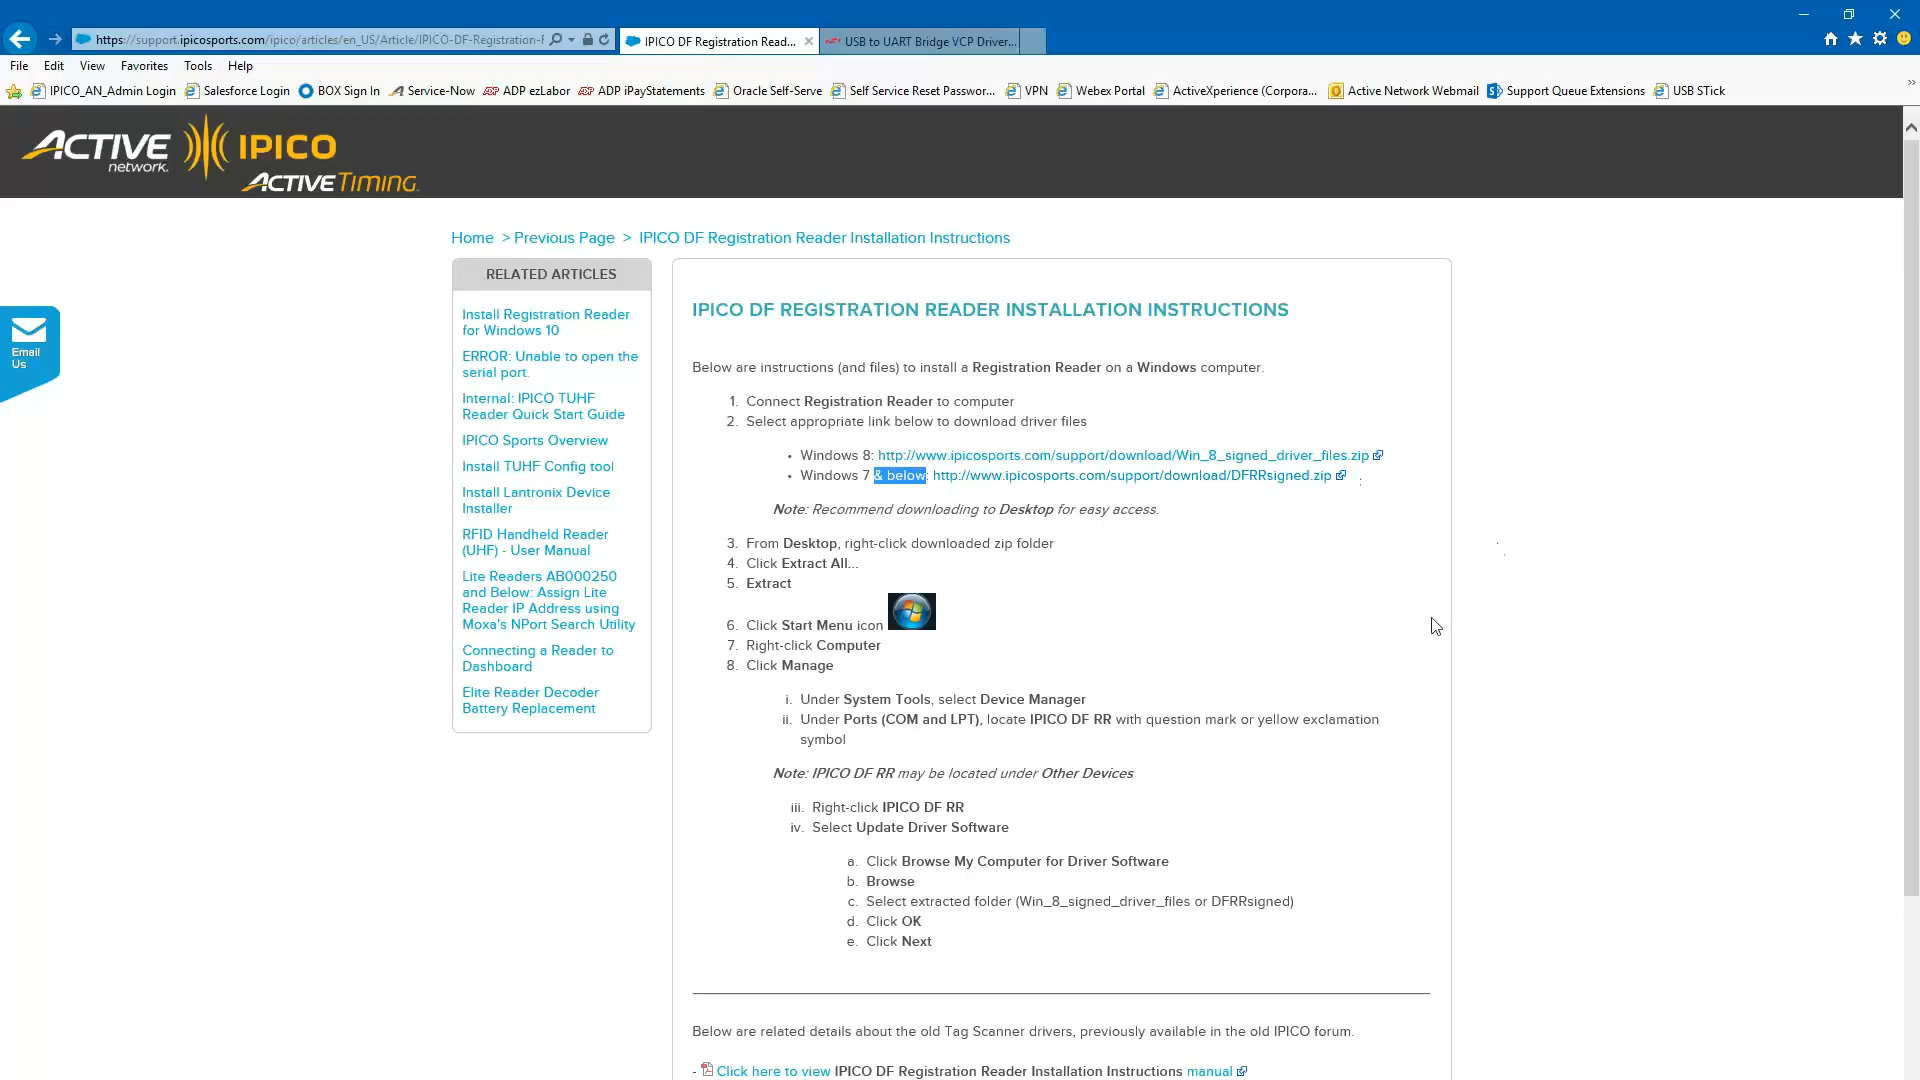 https://support.ipicosports.com/ipico/articles/en_US/Article/IPICO-DF-Registration-F
IPICO DF Registration Read...
USB to UART Bridge VCP Driver...
File Edit View Favorites Tools Help
IPICO_AN_Admin Login Salesforce Login BOX Sign In Service-Now ADP ezLabor ADP iPayStatements Oracle Self-Serve Self Service Reset Passwor... VPN Webex Portal ActiveXperience (Corpora... Active Network Webmail Support Queue Extensions USB STick
ACTIVE network. IPICO
ACTIVETiming
Home > Previous Page > IPICO DF Registration Reader Installation Instructions
Email
Us
RELATED ARTICLES
Install Registration Reader
for Windows 10
ERROR: Unable to open the
serial port.
Internal: IPICO TUHF
Reader Quick Start Guide
IPICO Sports Overview
Install TUHF Config tool
Install Lantronix Device
Installer
RFID Handheld Reader
(UHF) - User Manual
Lite Readers AB000250
and Below: Assign Lite
Reader IP Address using
Moxa's NPort Search Utility
Connecting a Reader to
Dashboard
Elite Reader Decoder
Battery Replacement
IPICO DF REGISTRATION READER INSTALLATION INSTRUCTIONS
Below are instructions (and files) to install a Registration Reader on a Windows computer.
1. Connect Registration Reader to computer
2. Select appropriate link below to download driver files
• Windows 8: http://www.ipicosports.com/support/download/Win_8_signed_driver_files.zip
• Windows 7 & below: http://www.ipicosports.com/support/download/DFRRsigned.zip
Note: Recommend downloading to Desktop for easy access.
3. From Desktop, right-click downloaded zip folder
4. Click Extract All...
5. Extract
6. Click Start Menu icon
7. Right-click Computer
8. Click Manage
i. Under System Tools, select Device Manager
ii. Under Ports (COM and LPT), locate IPICO DF RR with question mark or yellow exclamation
symbol
Note: IPICO DF RR may be located under Other Devices
iii. Right-click IPICO DF RR
iv. Select Update Driver Software
a. Click Browse My Computer for Driver Software
b. Browse
c. Select extracted folder (Win_8_signed_driver_files or DFRRsigned)
d. Click OK
e. Click Next
Below are related details about the old Tag Scanner drivers, previously available in the old IPICO forum.
- Click here to view IPICO DF Registration Reader Installation Instructions manual